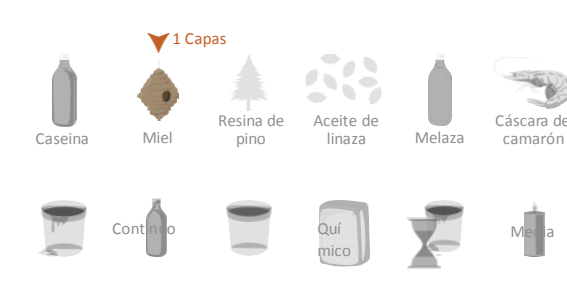 1 Capas
Caseina
Miel
Resina de
pino
Aceite de
linaza
Melaza
Cáscara de
camarón
Continuo
Quí
mico
Media